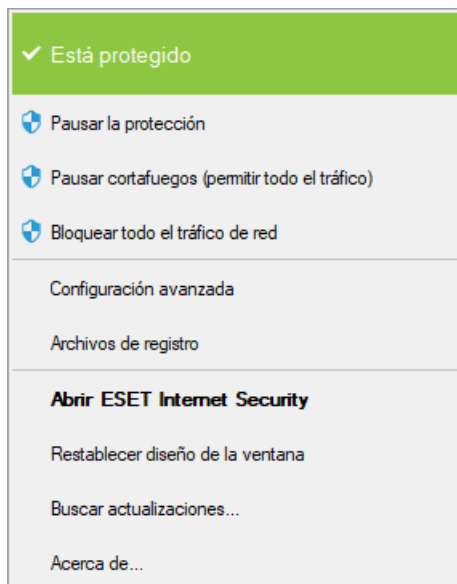 Está protegido
Pausar la protección
Pausar cortafuegos (permitir todo el tráfico)
Bloquear todo el tráfico de red
Configuración avanzada
Archivos de registro
Abrir ESET Internet Security
Restablecer diseño de la ventana
Buscar actualizaciones...
Acerca de...